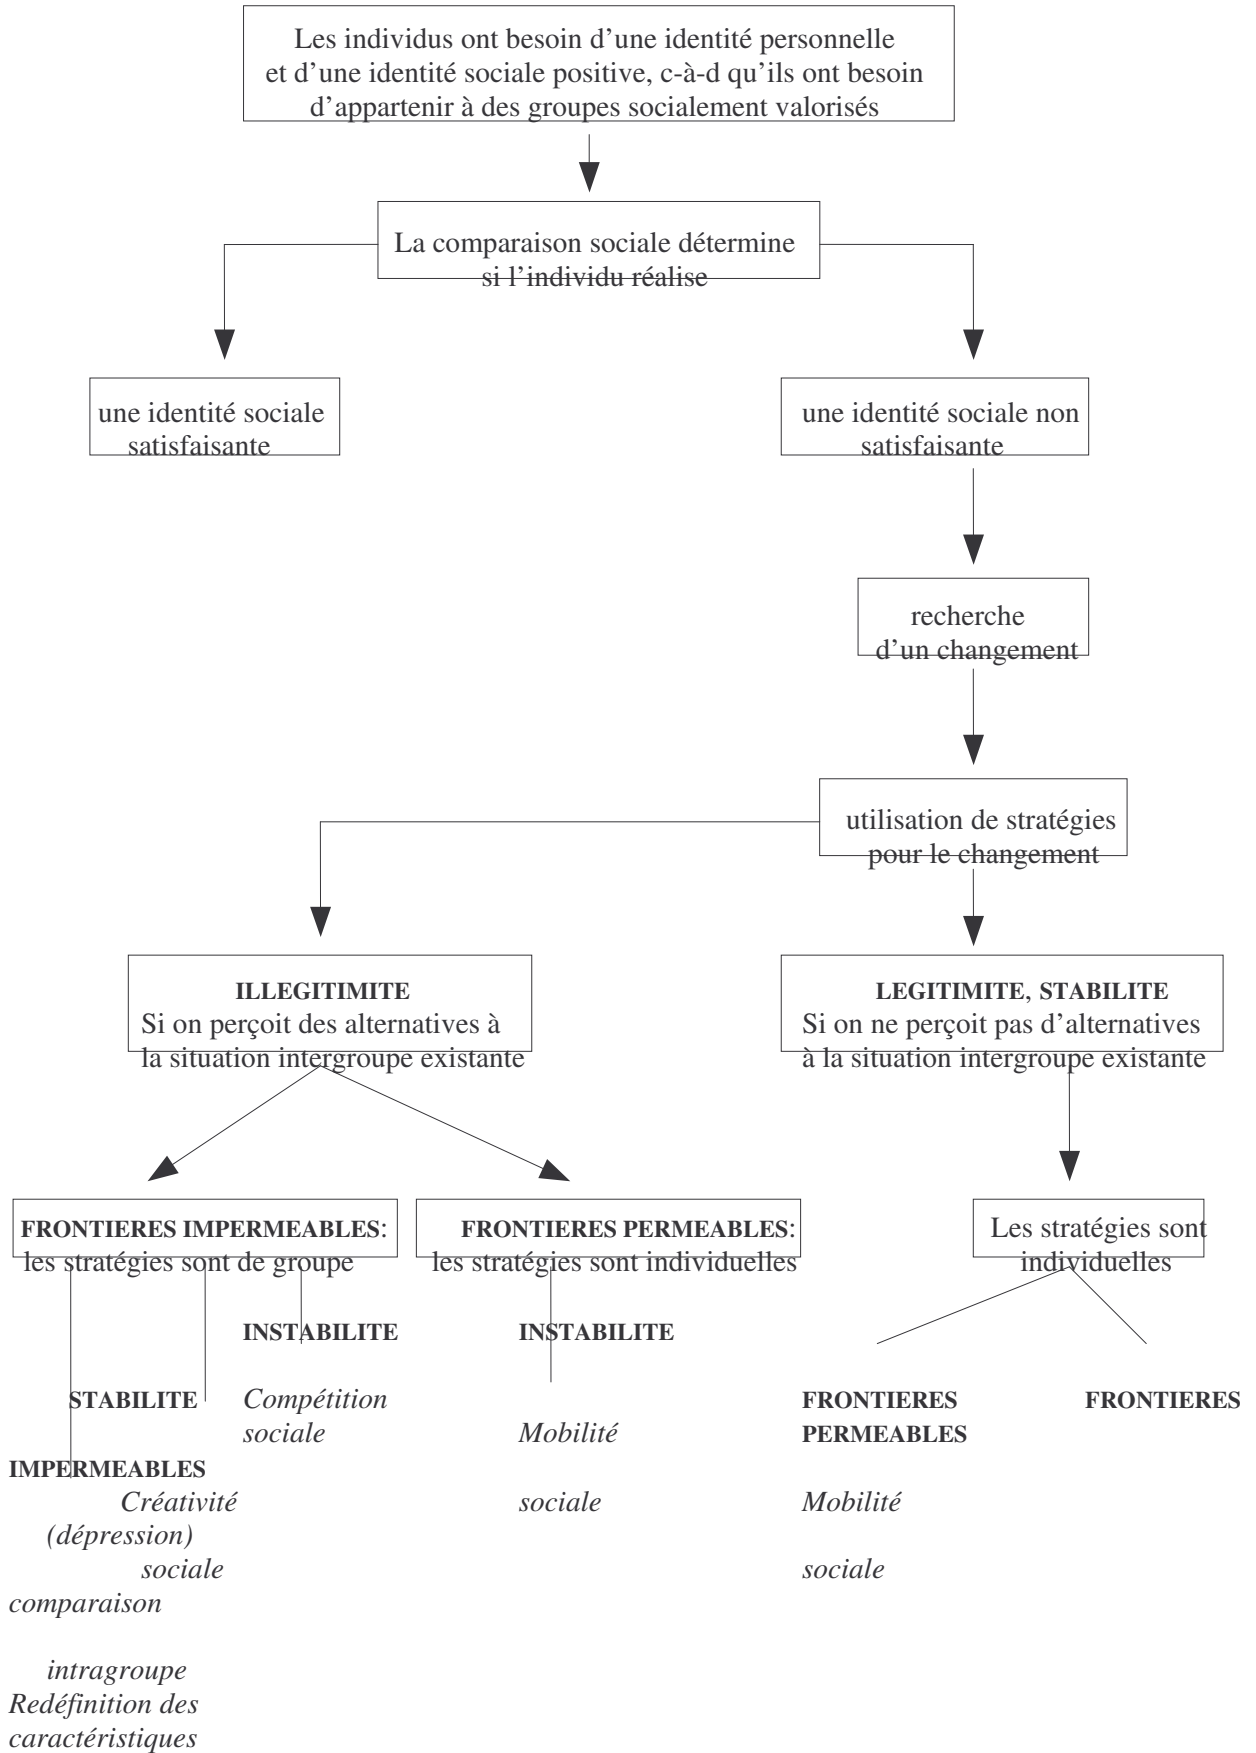 Les individus ont besoin d’une identité personnelle
et d’une identité sociale positive, c-à-d qu’ils ont besoin
d’appartenir à des groupes socialement valorisés
La comparaison sociale détermine
si l’individu réalise
une identité sociale
satisfaisante
une identité sociale non
satisfaisante
recherche
d’un changement
utilisation de stratégies
pour le changement
ILLEGITIMITE
Si on perçoit des alternatives à
la situation intergroupe existante
LEGITIMITE, STABILITE
Si on ne perçoit pas d’alternatives
à la situation intergroupe existante
FRONTIERES IMPERMEABLES:
les stratégies sont de groupe
FRONTIERES PERMEABLES:
les stratégies sont individuelles
Les stratégies sont
individuelles
INSTABILITE INSTABILITE
STABILITE Compétition FRONTIERES FRONTIERES
sociale Mobilité PERMEABLES
IMPERMEABLES
Créativité sociale Mobilité
(dépression)
sociale sociale
comparaison
intragroupe
Redéfinition des
caractéristiques